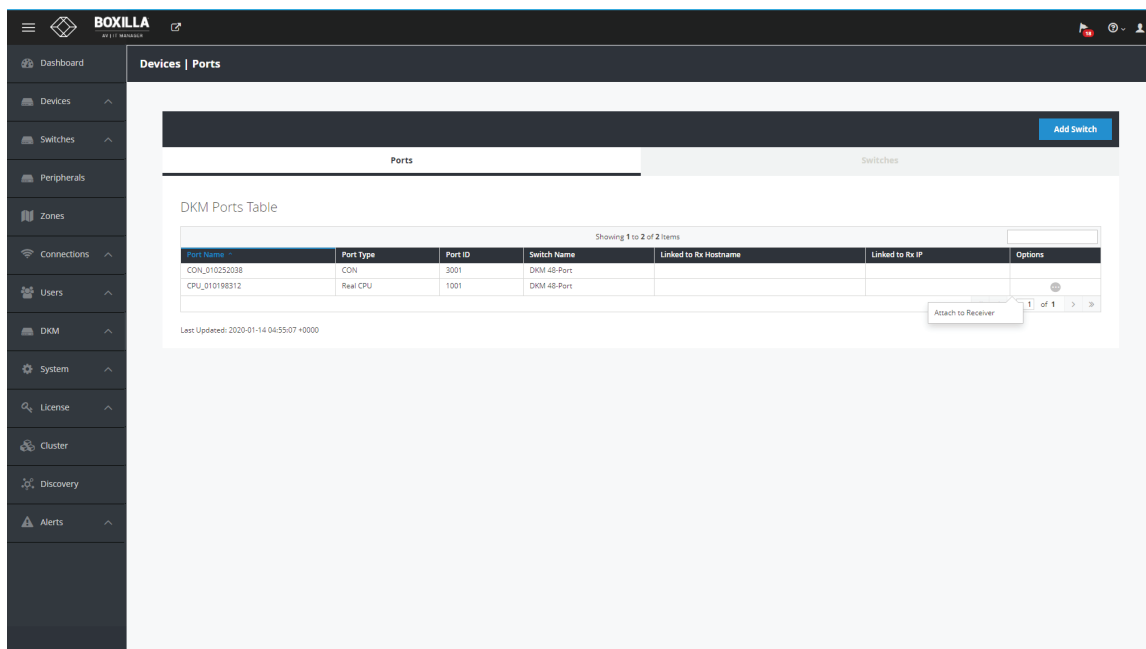 BOXILLA
AV | IT MANAGER
18
Dashboard
Devices | Ports
Devices
Switches
Peripherals
Zones
Connections
Users
DKM
System
License
Cluster
Discovery
Alerts
Add Switch
Ports Switches
DKM Ports Table
Showing 1 to 2 of 2 Items
Port Name Port Type Port ID Switch Name Linked to Rx Hostname Linked to Rx IP Options
CON_010252038 CON 3001 DKM 48-Port
CPU_010198312 Real CPU 1001 DKM 48-Port
1 of 1 > »
Attach to Receiver
Last Updated: 2020-01-14 04:55:07 +0000